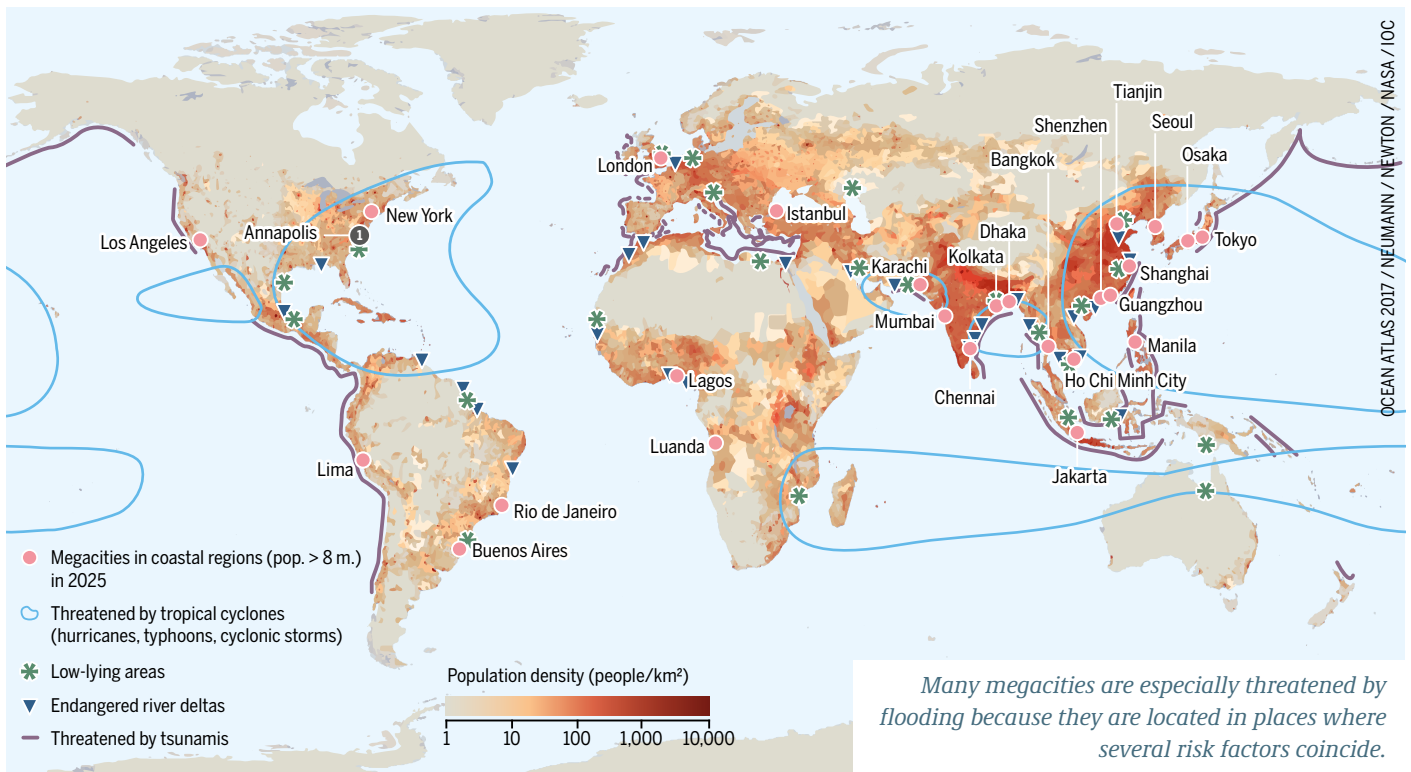 OCEAN ATLAS 2017 / NEUMANN / NEWTON / NASA / IOC
Tianjin
Shenzhen
Seoul
Bangkok
Osaka
London
Dhaka
Istanbul
New York
Annapolis
1
Los Angeles
Kolkata
Karachi
Tokyo
Shanghai
Guangzhou
Mumbai
Manila
Lagos
Ho Chi Minh City
Chennai
Luanda
Lima
Jakarta
Rio de Janeiro
Buenos Aires
Megacities in coastal regions (pop. > 8 m.)
in 2025
Threatened by tropical cyclones
(hurricanes, typhoons, cyclonic storms)
Low-lying areas
Endangered river deltas
Threatened by tsunamis
Population density (people/km²)
1 10 100 1,000 10,000
Many megacities are especially threatened by
flooding because they are located in places where
several risk factors coincide.